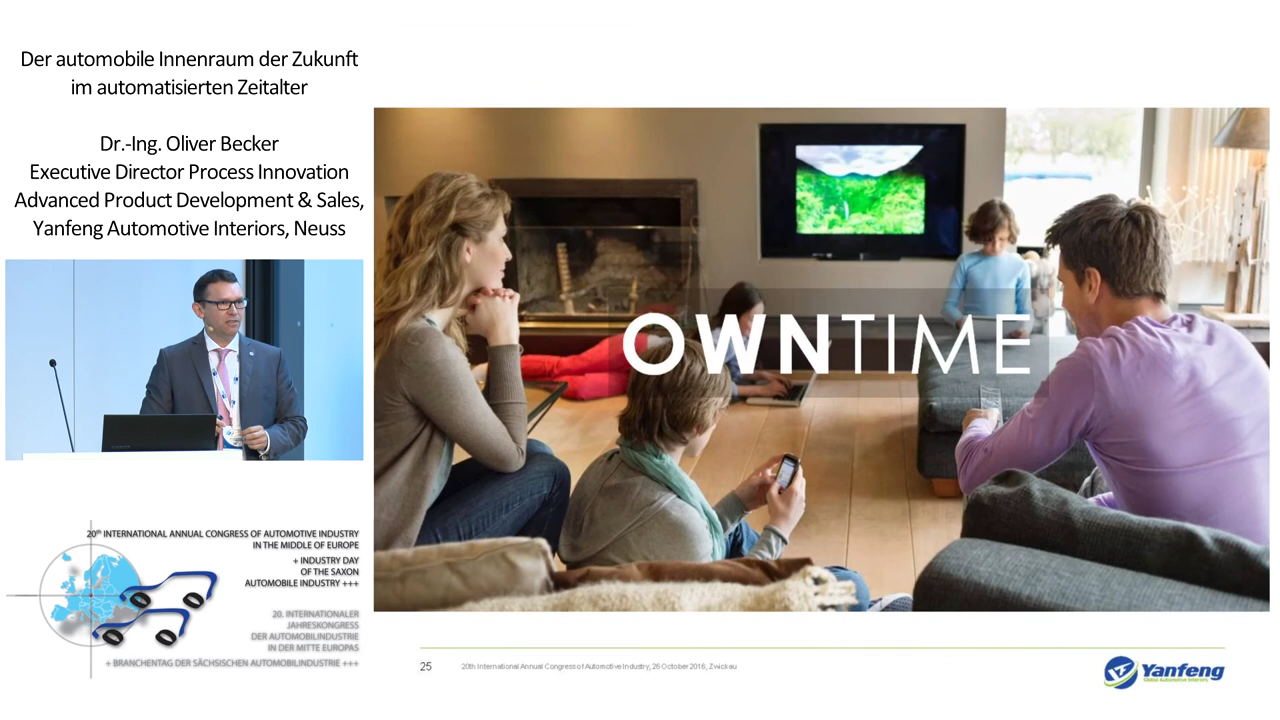 Der automobile Innenraum der Zukunft
im automatisierten Zeitalter
Dr.-Ing. Oliver Becker
Executive Director Process Innovation
Advanced Product Development & Sales,
Yanfeng Automotive Interiors, Neuss
20th INTERNATIONAL ANNUAL CONGRESS OF AUTOMOTIVE INDUSTRY
IN THE MIDDLE OF EUROPE
+ INDUSTRY DAY
OF THE SAXON
AUTOMOBILE INDUSTRY +++
20. INTERNATIONALER
JAHRESKONGRESS
DER AUTOMOBILINDUSTRIE
IN DER MITTE EUROPAS
+ BRANCHENTAG DER SÄCHSISCHEN AUTOMOBILINDUSTRIE +++
OWNTIME
25 20th International Annual Congress of Automotive Industry, 26 October 2016, Zwickau
Yanfeng
Global Automotive Interiors